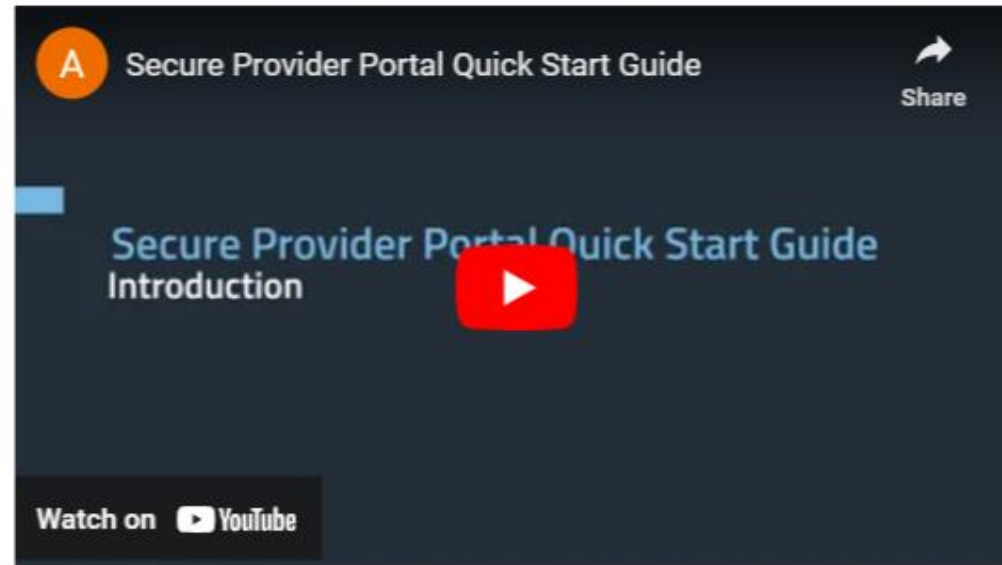 A
Secure Provider Portal Quick Start Guide
Share
Secure Provider Portal Quick Start Guide
Introduction
Watch on YouTube